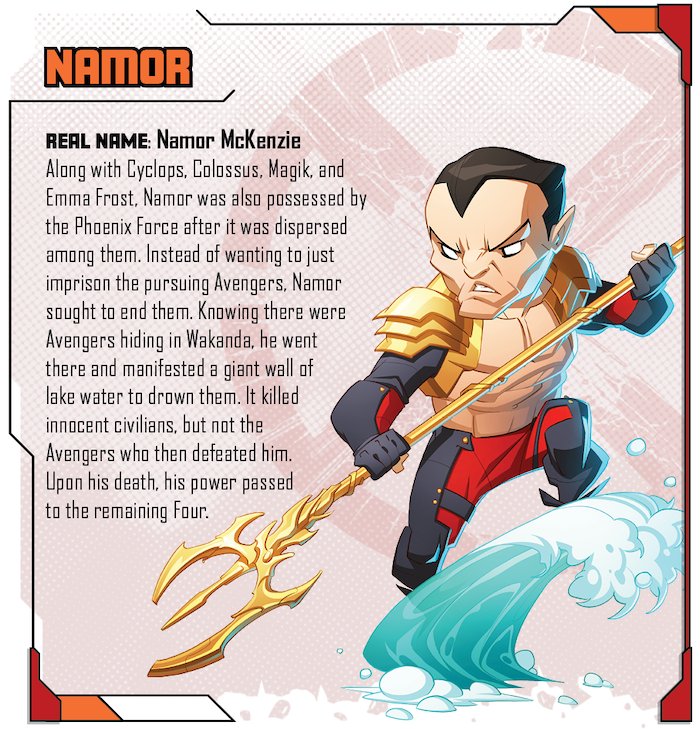 NAMOR
REAL NAME: Namor McKenzie
Along with Cyclops, Colossus, Magik, and
Emma Frost, Namor was also possessed by
the Phoenix Force after it was dispersed
among them. Instead of wanting to just
imprison the pursuing Avengers, Namor
sought to end them. Knowing there were
Avengers hiding in Wakanda, he went
there and manifested a giant wall of
lake water to drown them. It killed
innocent civilians, but not the
Avengers who then defeated him.
Upon his death, his power passed
to the remaining Four.